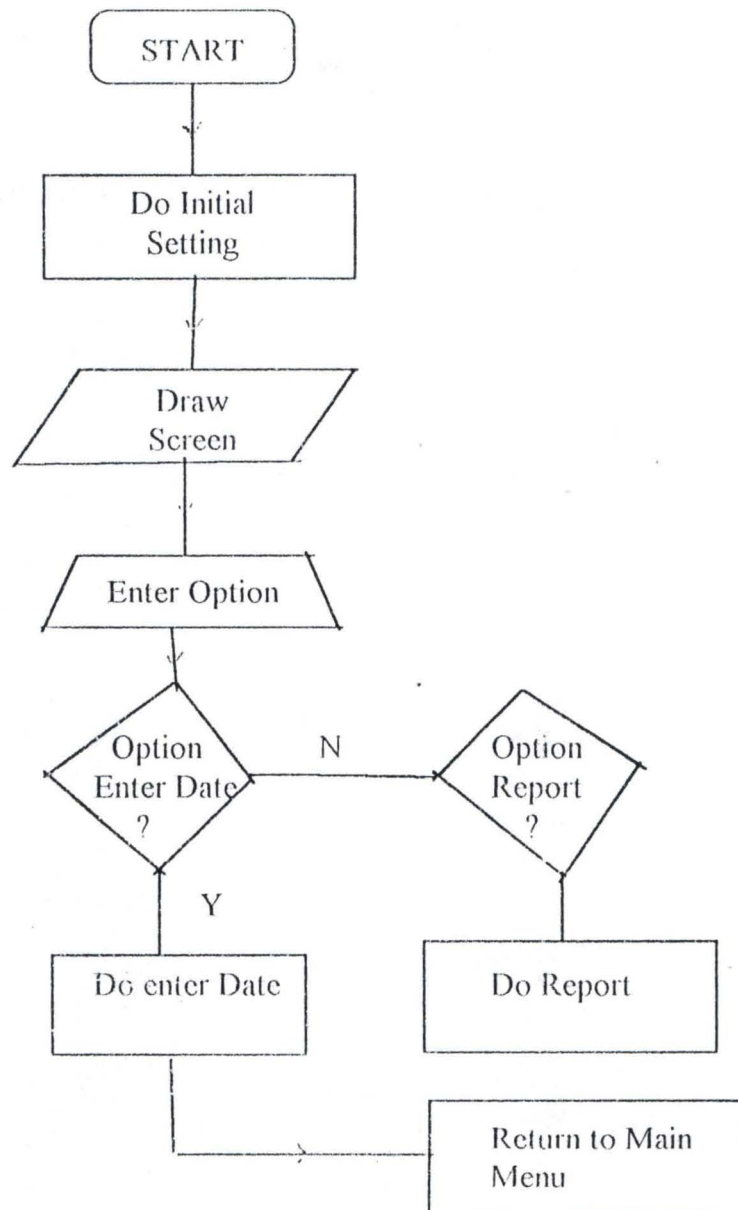 START
Do Initial
Setting
Draw
Screen
Enter Option
Option
Enter Date
?
N
Option
Report
?
Y
Do enter Date
Do Report
Return to Main
Menu